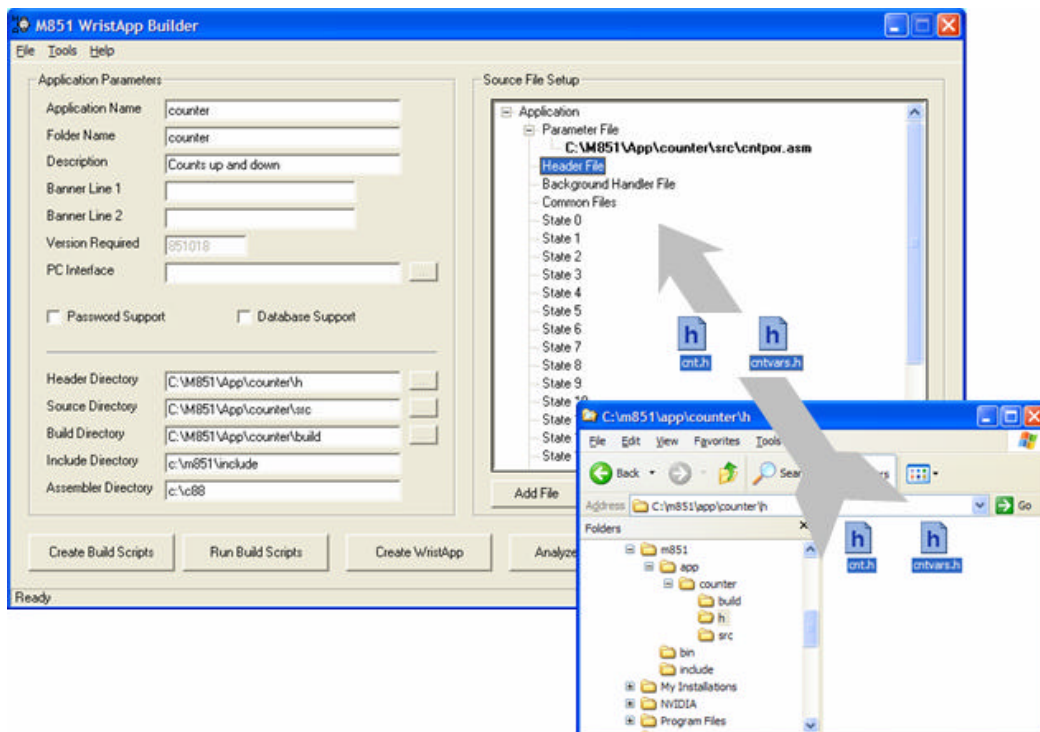 M851 WristApp Builder
File Tools Help
Application Parameters
Application Name counter
Folder Name counter
Description Counts up and down
Banner Line 1
Banner Line 2
Version Required 851018
PC Interface
...
Password Support Database Support
Header Directory C:\M851\App\counter\h ...
Source Directory C:\M851\App\counter\src ...
Build Directory C:\M851\App\counter\build ...
Include Directory c:\m851\include
Assembler Directory c:\c88
Create Build Scripts Run Build Scripts Create WristApp Analyze
Ready
Source File Setup
Application
Parameter File
C:\M851\App\counter\src\cntpor.asm
Header File
Background Handler File
Common Files
State 0
State 1
State 2
State 3
State 4
State 5
State 6
State 7
State 8
State 9
State 10
State
State
State
Add File
h h
cnt.h cntvars.h
C:\m851\app\counter\h
File Edit View Favorites Tools
Back Sea rs
Address C:\m851\app\counter\h Go
Folders x
m851
app
counter
build
h
src
bin
include
My Installations
NVIDIA
Program Files
h h
cnt.h cntvars.h